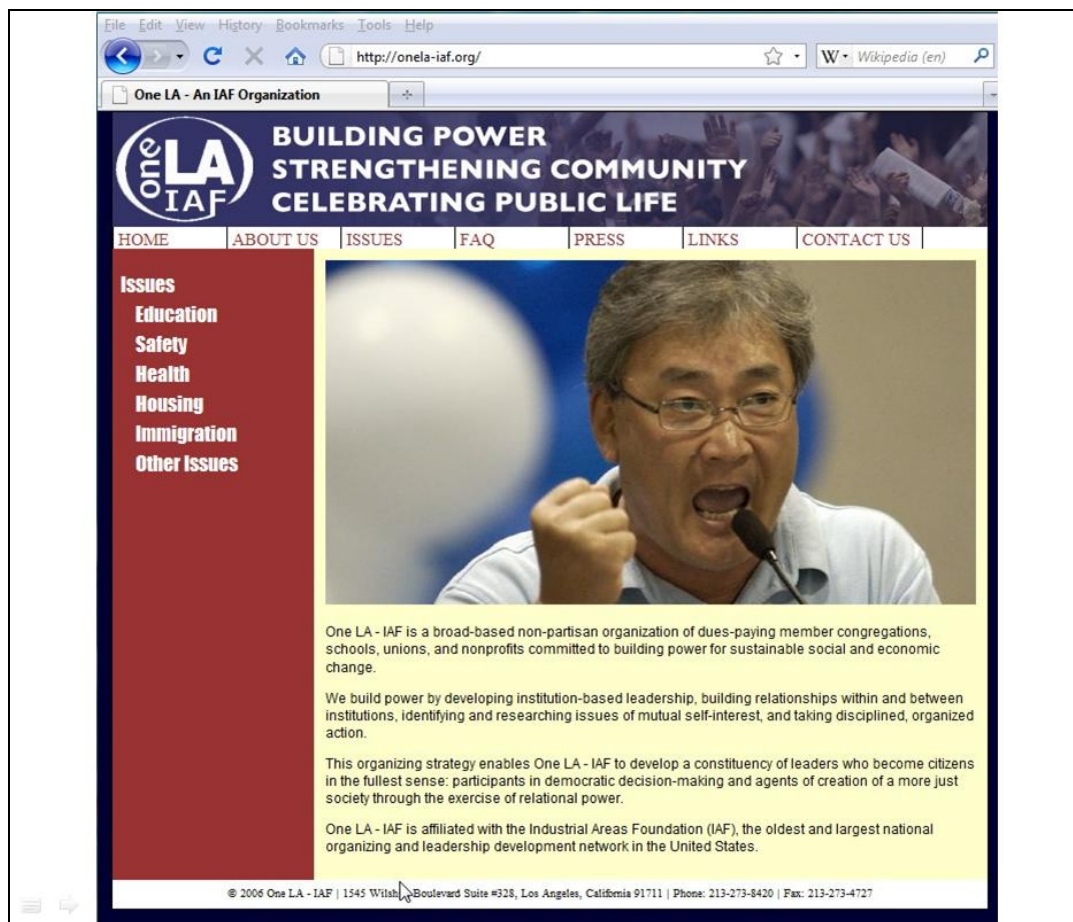 File Edit View History Bookmarks Tools Help
http://onela-iaf.org/
W Wikipedia (en)
One LA - An IAF Organization
one LA IAF
BUILDING POWER
STRENGTHENING COMMUNITY
CELEBRATING PUBLIC LIFE
HOME ABOUT US ISSUES FAQ PRESS LINKS CONTACT US
Issues
Education
Safety
Health
Housing
Immigration
Other Issues
One LA - IAF is a broad-based non-partisan organization of dues-paying member congregations,
schools, unions, and nonprofits committed to building power for sustainable social and economic
change.
We build power by developing institution-based leadership, building relationships within and between
institutions, identifying and researching issues of mutual self-interest, and taking disciplined, organized
action.
This organizing strategy enables One LA - IAF to develop a constituency of leaders who become citizens
in the fullest sense: participants in democratic decision-making and agents of creation of a more just
society through the exercise of relational power.
One LA - IAF is affiliated with the Industrial Areas Foundation (IAF), the oldest and largest national
organizing and leadership development network in the United States.
© 2006 One LA - IAF | 1545 Boulevard Suite #328, Los Angeles, California 91711 | Phone: 213-273-8420 | Fax: 213-273-4727